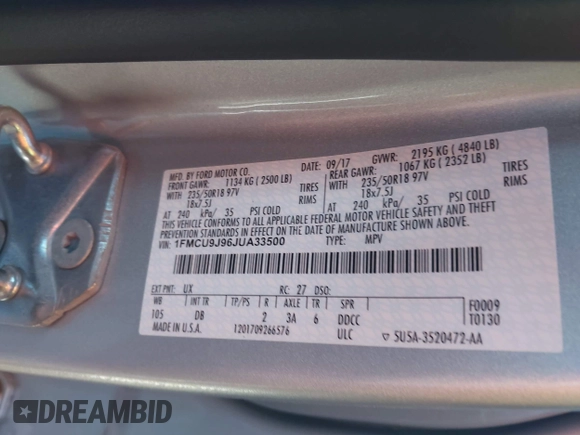 MFD. BY FORD MOTOR CO. DATE: 09/17 GVWR: 2195 KG ( 4840 LB)
FRONT GAWR: 1134 KG ( 2500 LB) REAR GAWR: 1067 KG ( 2352 LB)
WITH 235/50R18 97V TIRES WITH 235/50R18 97V TIRES
18x7.5J RIMS 18x7.5J RIMS
AT 240 kPa/ 35 PSI COLD AT 240 kPa/ 35 PSI COLD
THIS VEHICLE CONFORMS TO ALL APPLICABLE FEDERAL MOTOR VEHICLE SAFETY AND THEFT
PREVENTION STANDARDS IN EFFECT ON THE DATE OF MANUFACTURE SHOWN ABOVE.
VIN: 1FMCU9J96JUA33500 TYPE: MPV
EXT PNT: UX RC: 27 DSO:
WB INT TR TP/PS R AXLE TR SPR F0009
105 DB 2 3A 6 DDCC T0130
MADE IN U.S.A. 1201709266576 ULC ▽ SU5A-3520472-AA
DREAMBID